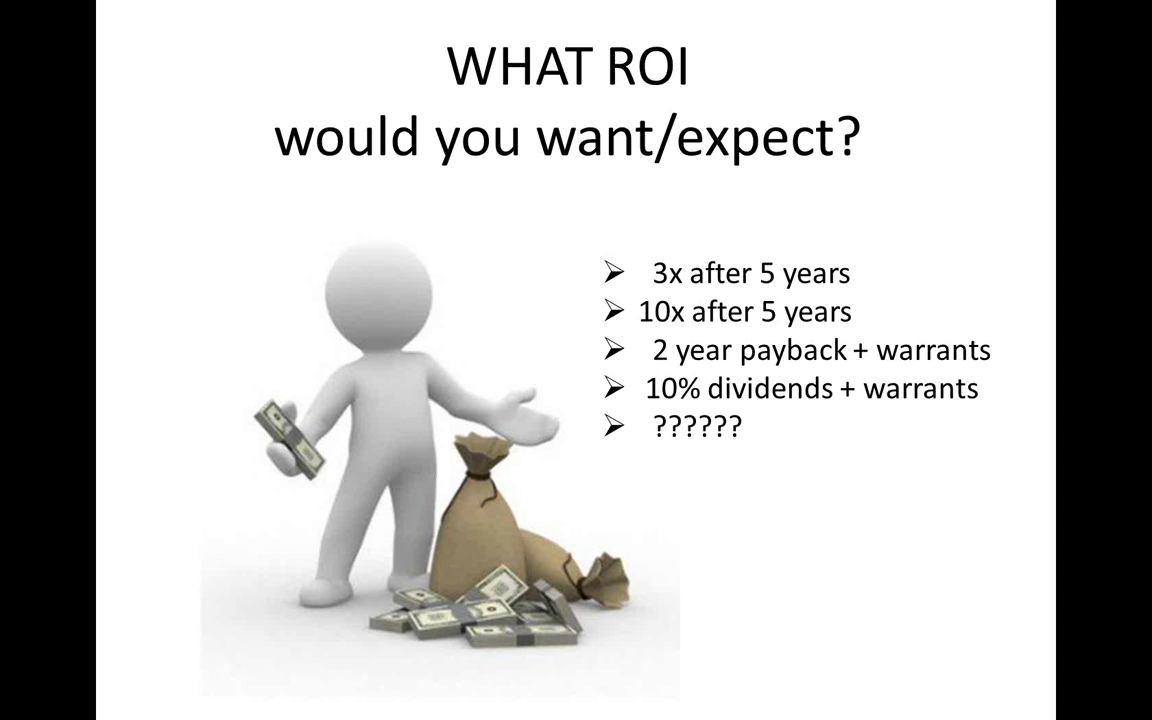 WHAT ROI
would you want/expect?
➢ 3x after 5 years
➢ 10x after 5 years
➢ 2 year payback + warrants
➢ 10% dividends + warrants
➢ ??????